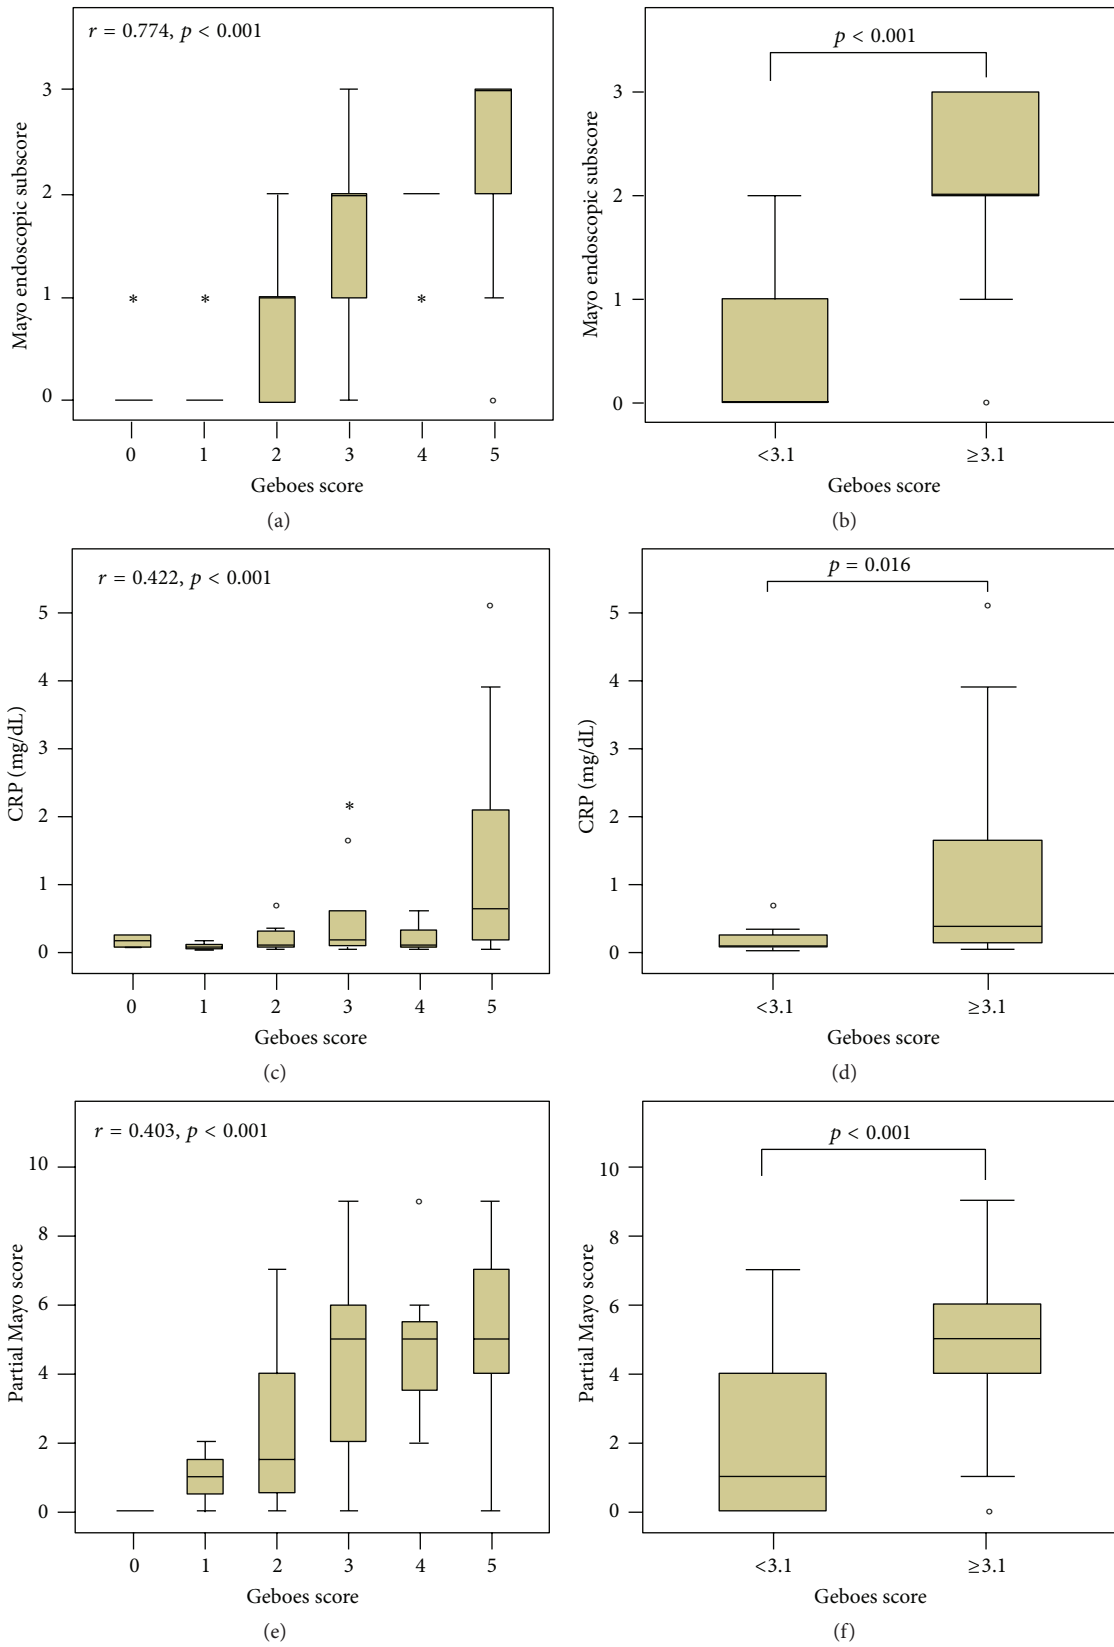 r = 0.774, p < 0.001
Mayo endoscopic subscore
3
2
1
0
0 1 2 3 4 5
Geboes score
(a)
p < 0.001
Mayo endoscopic subscore
3
2
1
0
<3.1 ≥3.1
Geboes score
(b)
r = 0.422, p < 0.001
CRP (mg/dL)
5
4
3
2
1
0
0 1 2 3 4 5
Geboes score
(c)
p = 0.016
CRP (mg/dL)
5
4
3
2
1
0
<3.1 ≥3.1
Geboes score
(d)
r = 0.403, p < 0.001
Partial Mayo score
10
8
6
4
2
0
0 1 2 3 4 5
Geboes score
(e)
p < 0.001
Partial Mayo score
10
8
6
4
2
0
<3.1 ≥3.1
Geboes score
(f)